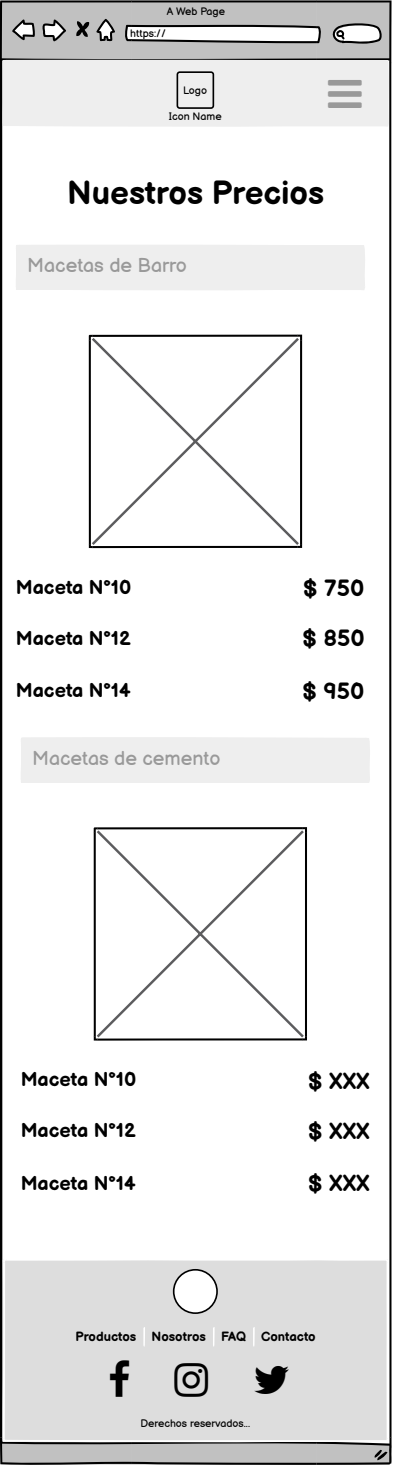 A Web Page
https://
Logo
Icon Name
Nuestros Precios
Macetas de Barro
Maceta N°10 $ 750
Maceta N°12 $ 850
Maceta N°14 $ 950
Macetas de cemento
Maceta N°10 $ XXX
Maceta N°12 $ XXX
Maceta N°14 $ XXX
Productos Nosotros FAQ Contacto
Derechos reservados...